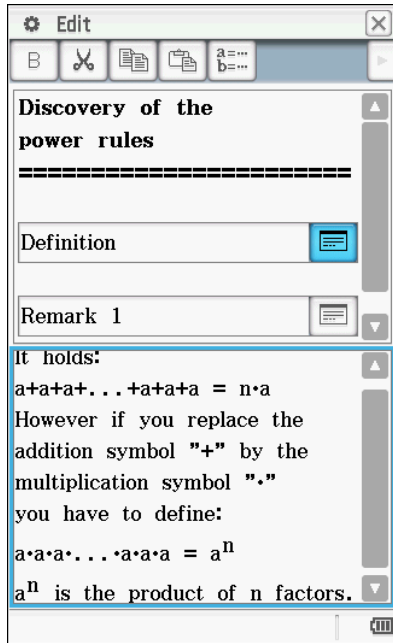 Edit
B
a=...
b=...
Discovery of the
power rules
=======================
Definition
Remark 1
It holds:
a+a+a+...+a+a+a = n·a
However if you replace the
addition symbol "+" by the
multiplication symbol "·"
you have to define:
a·a·a·...·a·a·a = aⁿ
aⁿ is the product of n factors.